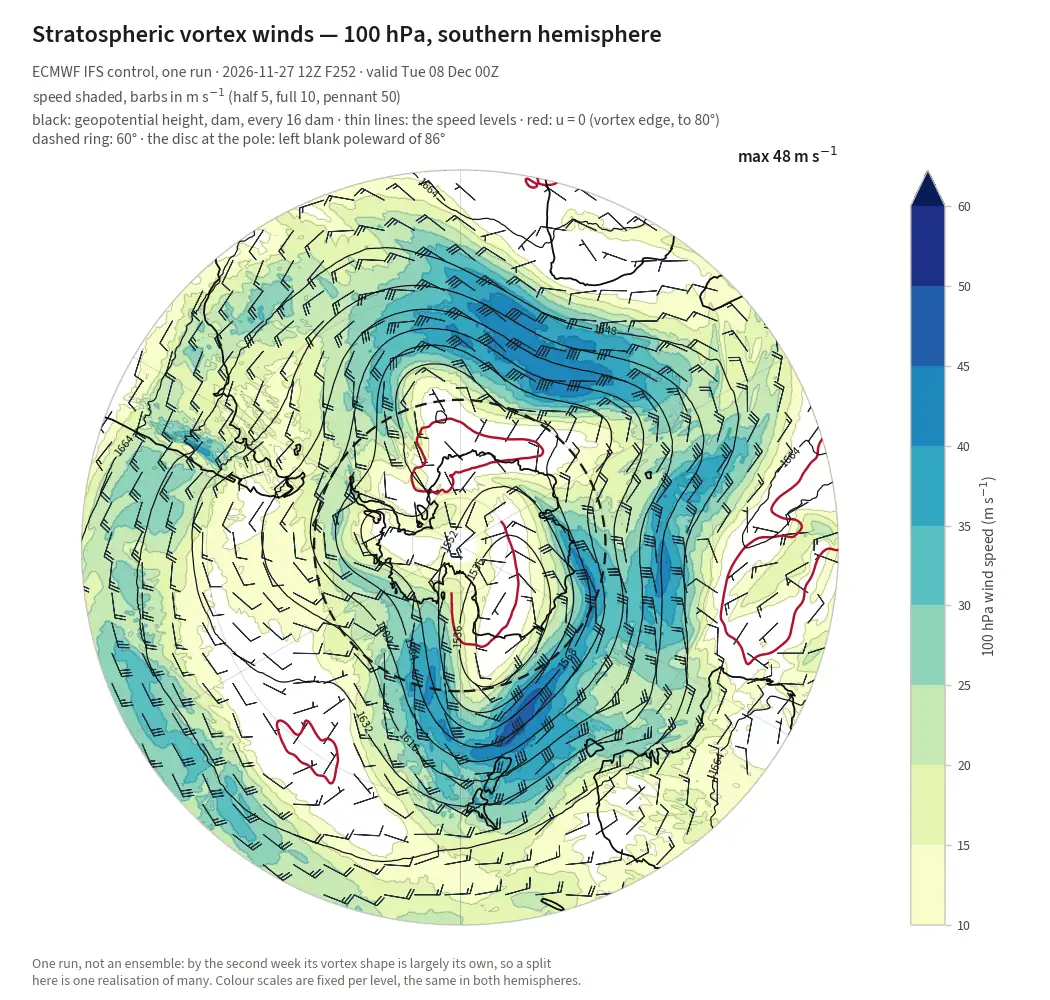 Stratospheric vortex winds — 100 hPa, southern hemisphere
ECMWF IFS control, one run · 2026-11-27 12Z F252 · valid Tue 08 Dec 00Z
speed shaded, barbs in m s⁻¹ (half 5, full 10, pennant 50)
black: geopotential height, dam, every 16 dam · thin lines: the speed levels · red: u = 0 (vortex edge, to 80°)
dashed ring: 60° · the disc at the pole: left blank poleward of 86°
max 48 m s⁻¹
1664
1664
1664
1552
1536
1632
1616
1664
60
50
45
40
35
30
25
20
15
10
100 hPa wind speed (m s⁻¹)
One run, not an ensemble: by the second week its vortex shape is largely its own, so a split
here is one realisation of many. Colour scales are fixed per level, the same in both hemispheres.